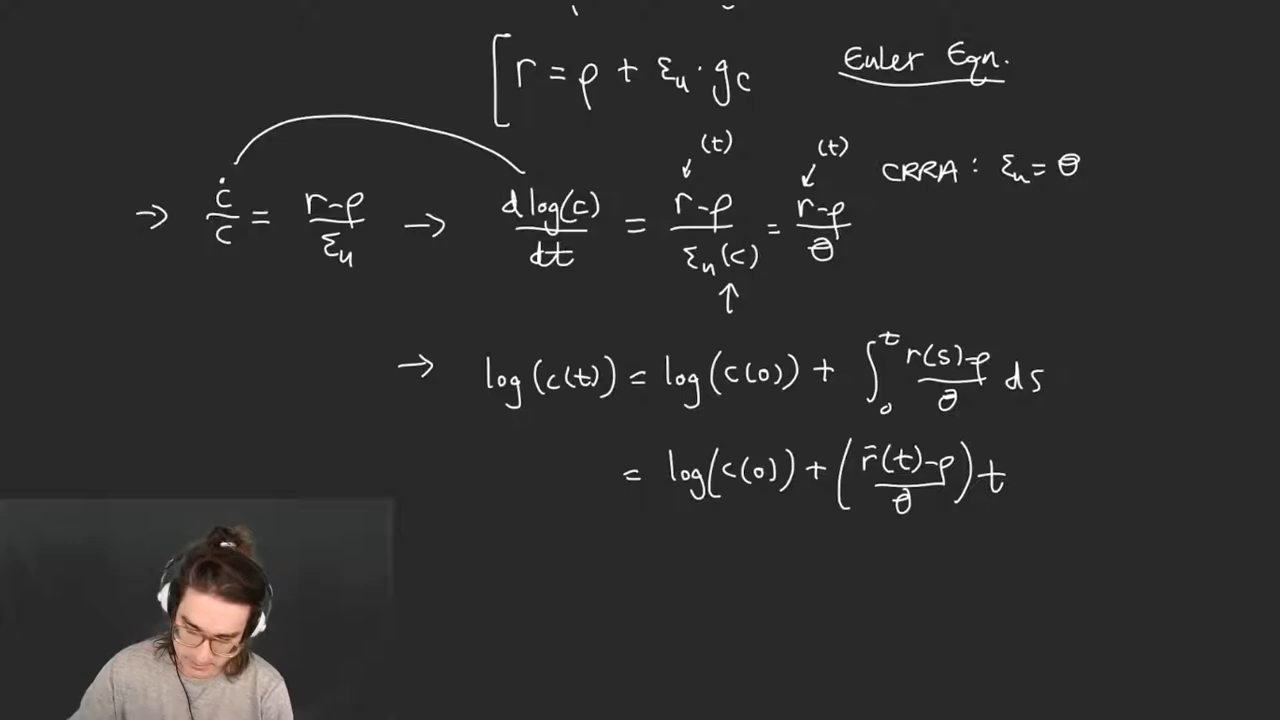 [r = ρ + ε_u · g_c Euler Eqn.
(t) (t)
→ ċ/c = (r-ρ)/ε_u → d log(c)/dt = (r-ρ)/ε_u(c) = (r-ρ)/θ CRRA : ε_u = θ
→ log(c(t)) = log(c(0)) + ∫₀ᵗ (r(s)-ρ)/θ ds
= log(c(0)) + (r̄(t)-ρ)/θ) t